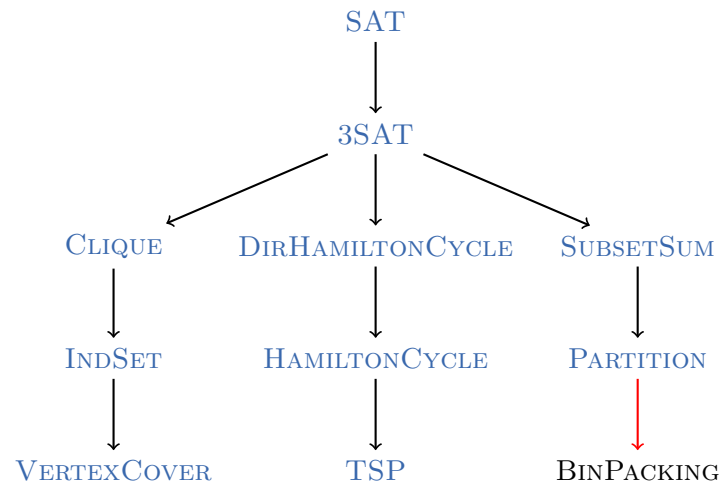 SAT
3SAT
CLIQUE DIRHAMILTONCYCLE SUBSETSUM
INDSET HAMILTONCYCLE PARTITION
VERTEXCOVER TSP BINPACKING